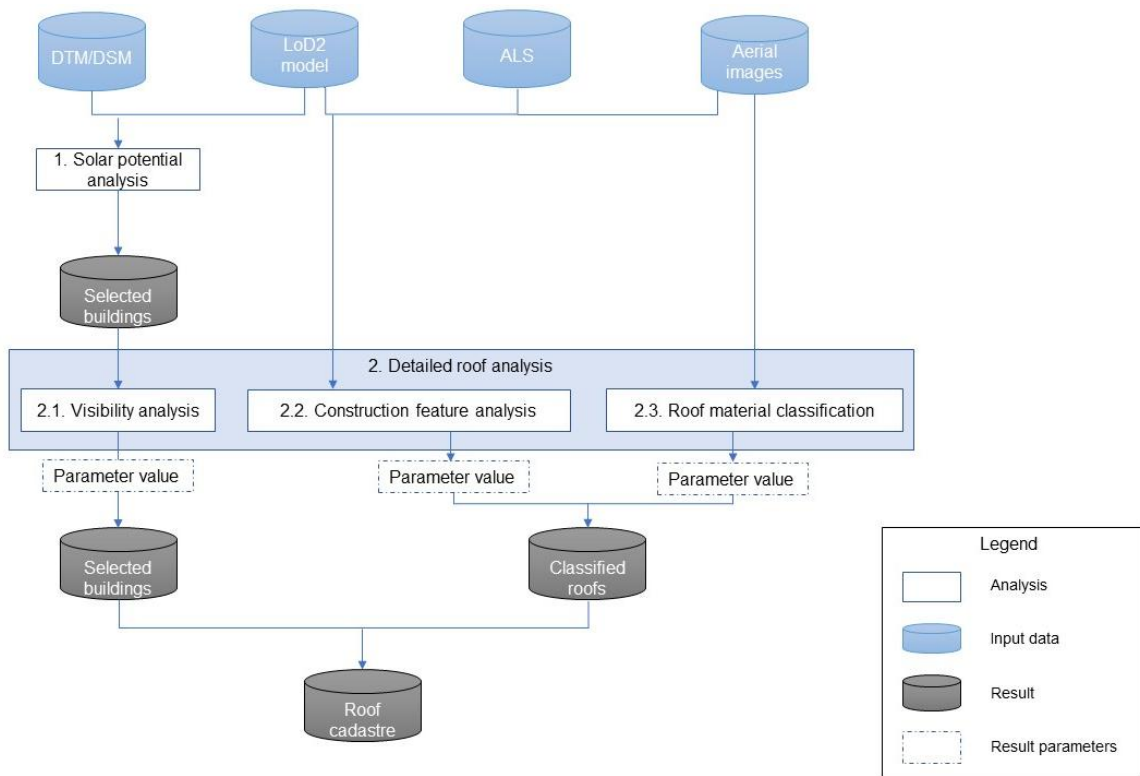 DTM/DSM
LoD2
model
ALS
Aerial
images
1. Solar potential
analysis
Selected
buildings
2. Detailed roof analysis
2.1. Visibility analysis
2.2. Construction feature analysis
2.3. Roof material classification
Parameter value
Parameter value
Parameter value
Selected
buildings
Classified
roofs
Roof
cadastre
Legend
Analysis
Input data
Result
Result parameters